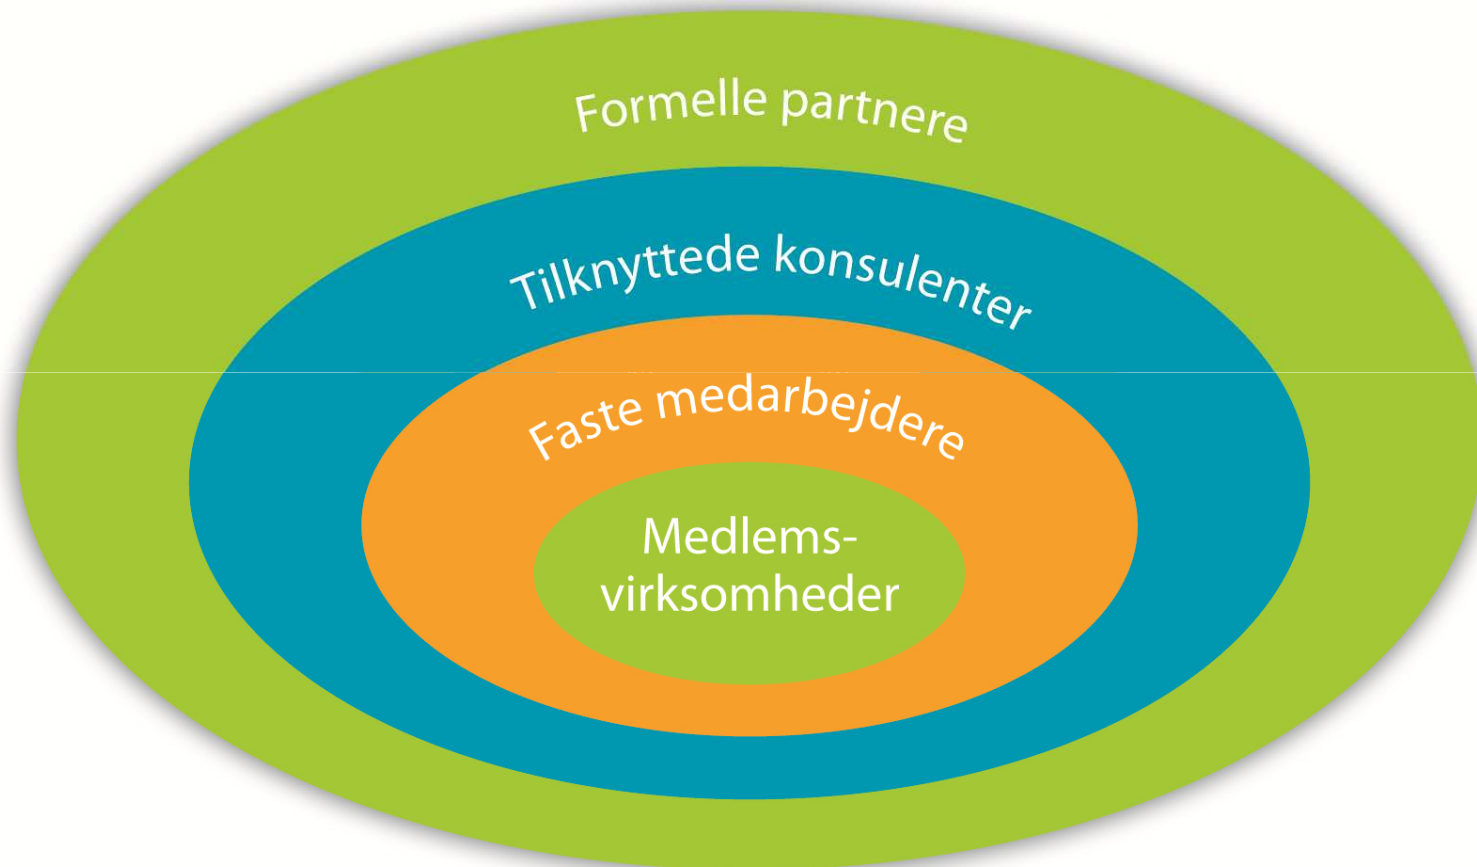 Formelle partnere
Tilknyttede konsulenter
Faste medarbejdere
Medlems-
virksomheder